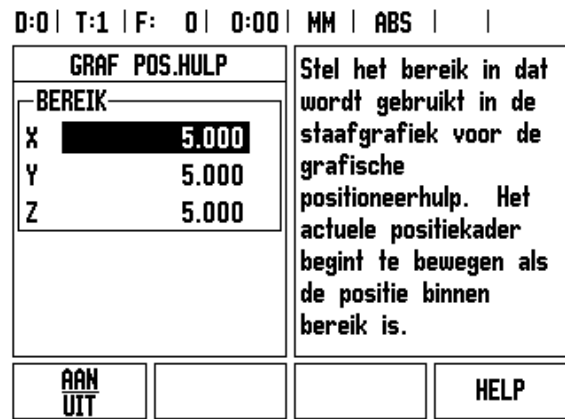 D:0 | T:1 | F: 0 | 0:00 | MM | ABS | |
GRAF POS.HULP
BEREIK
X 5.000
Y 5.000
Z 5.000
Stel het bereik in dat
wordt gebruikt in de
staafgrafiek voor de
grafische
positioneerhulp. Het
actuele positiekader
begint te bewegen als
de positie binnen
bereik is.
AAN
UIT
HELP